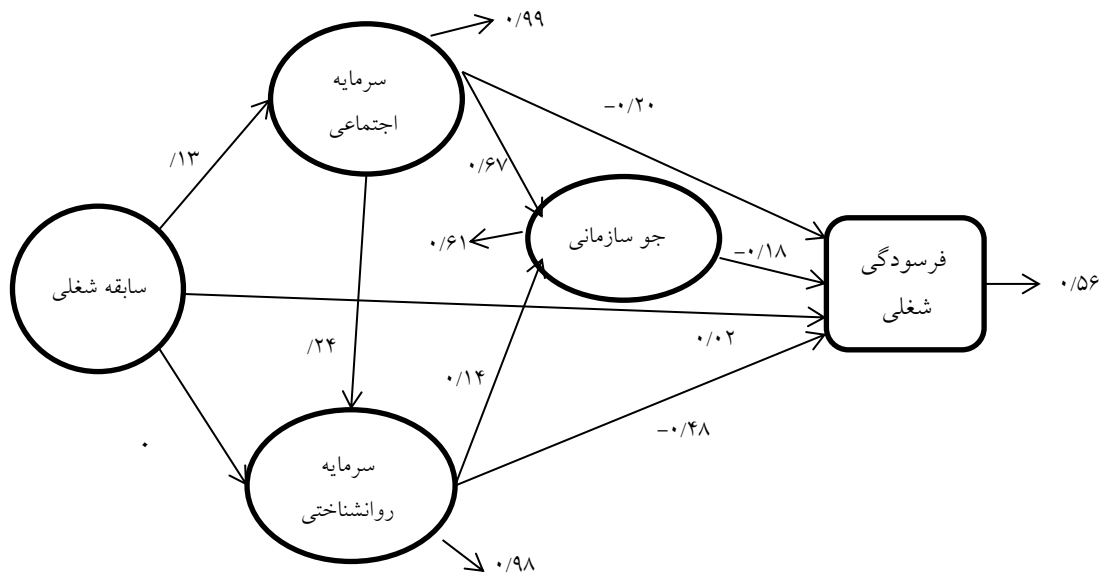 ۰/۹۹
سرمایه
اجتماعی
-۰/۲۰
/۱۳
۰/۶۷
جو سازمانی
۰/۶۱
-۰/۱۸
فرسودگی
شغلی
۰/۵۶
سابقه شغلی
۰/۰۲
/۲۴
۰/۱۴
-۰/۴۸
۰
سرمایه
روانشناختی
۰/۹۸